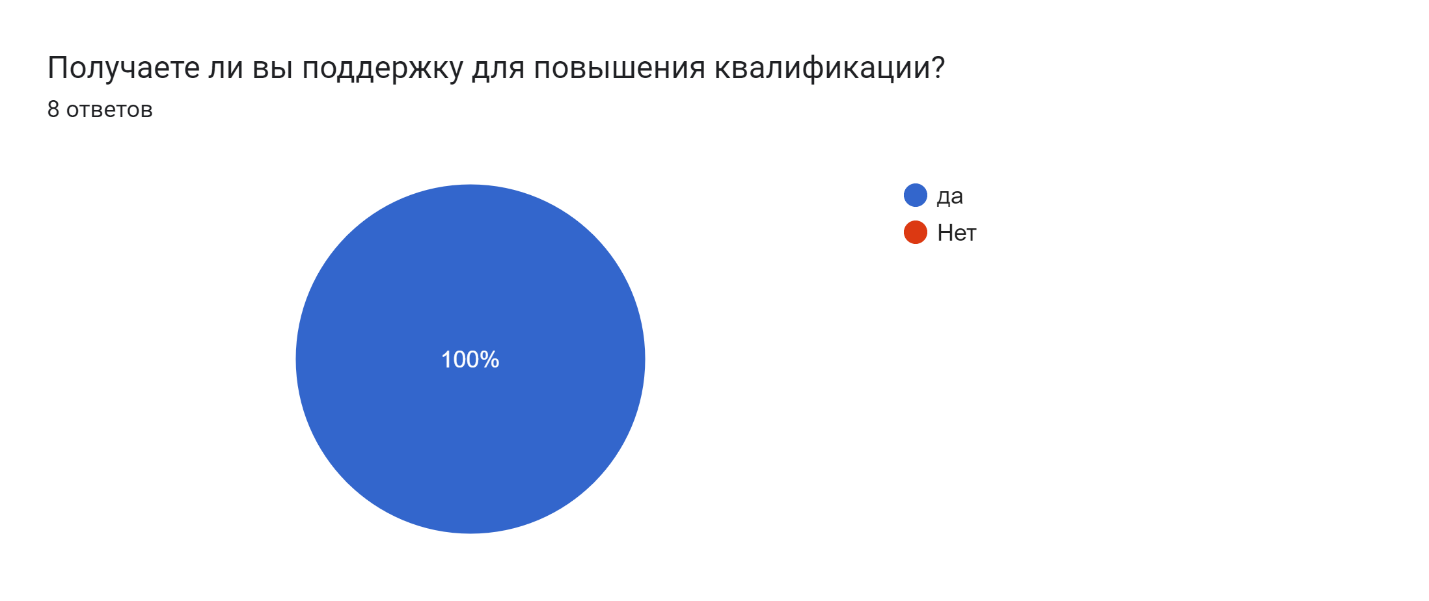 Получаете ли вы поддержку для повышения квалификации?
8 ответов
да
Нет
100%